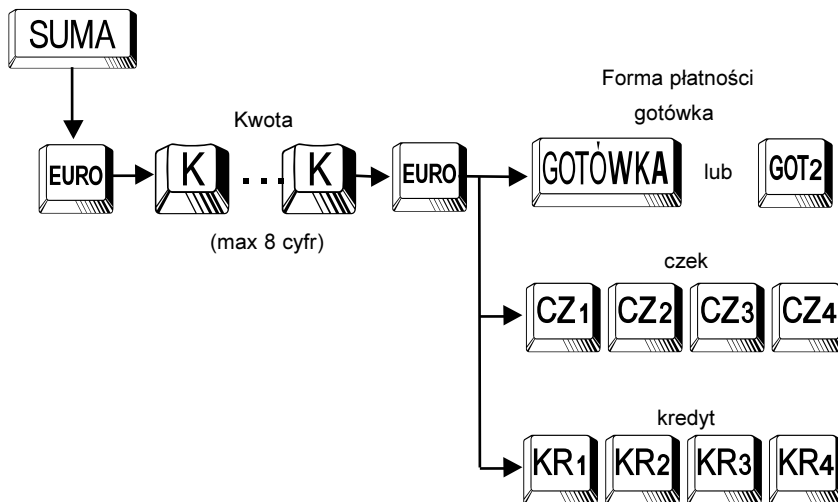 SUMA
Forma płatności
gotówka
Kwota
EURO K ... K EURO GOTÓWKA lub GOT2
(max 8 cyfr)
czek
CZ1 CZ2 CZ3 CZ4
kredyt
KR1 KR2 KR3 KR4